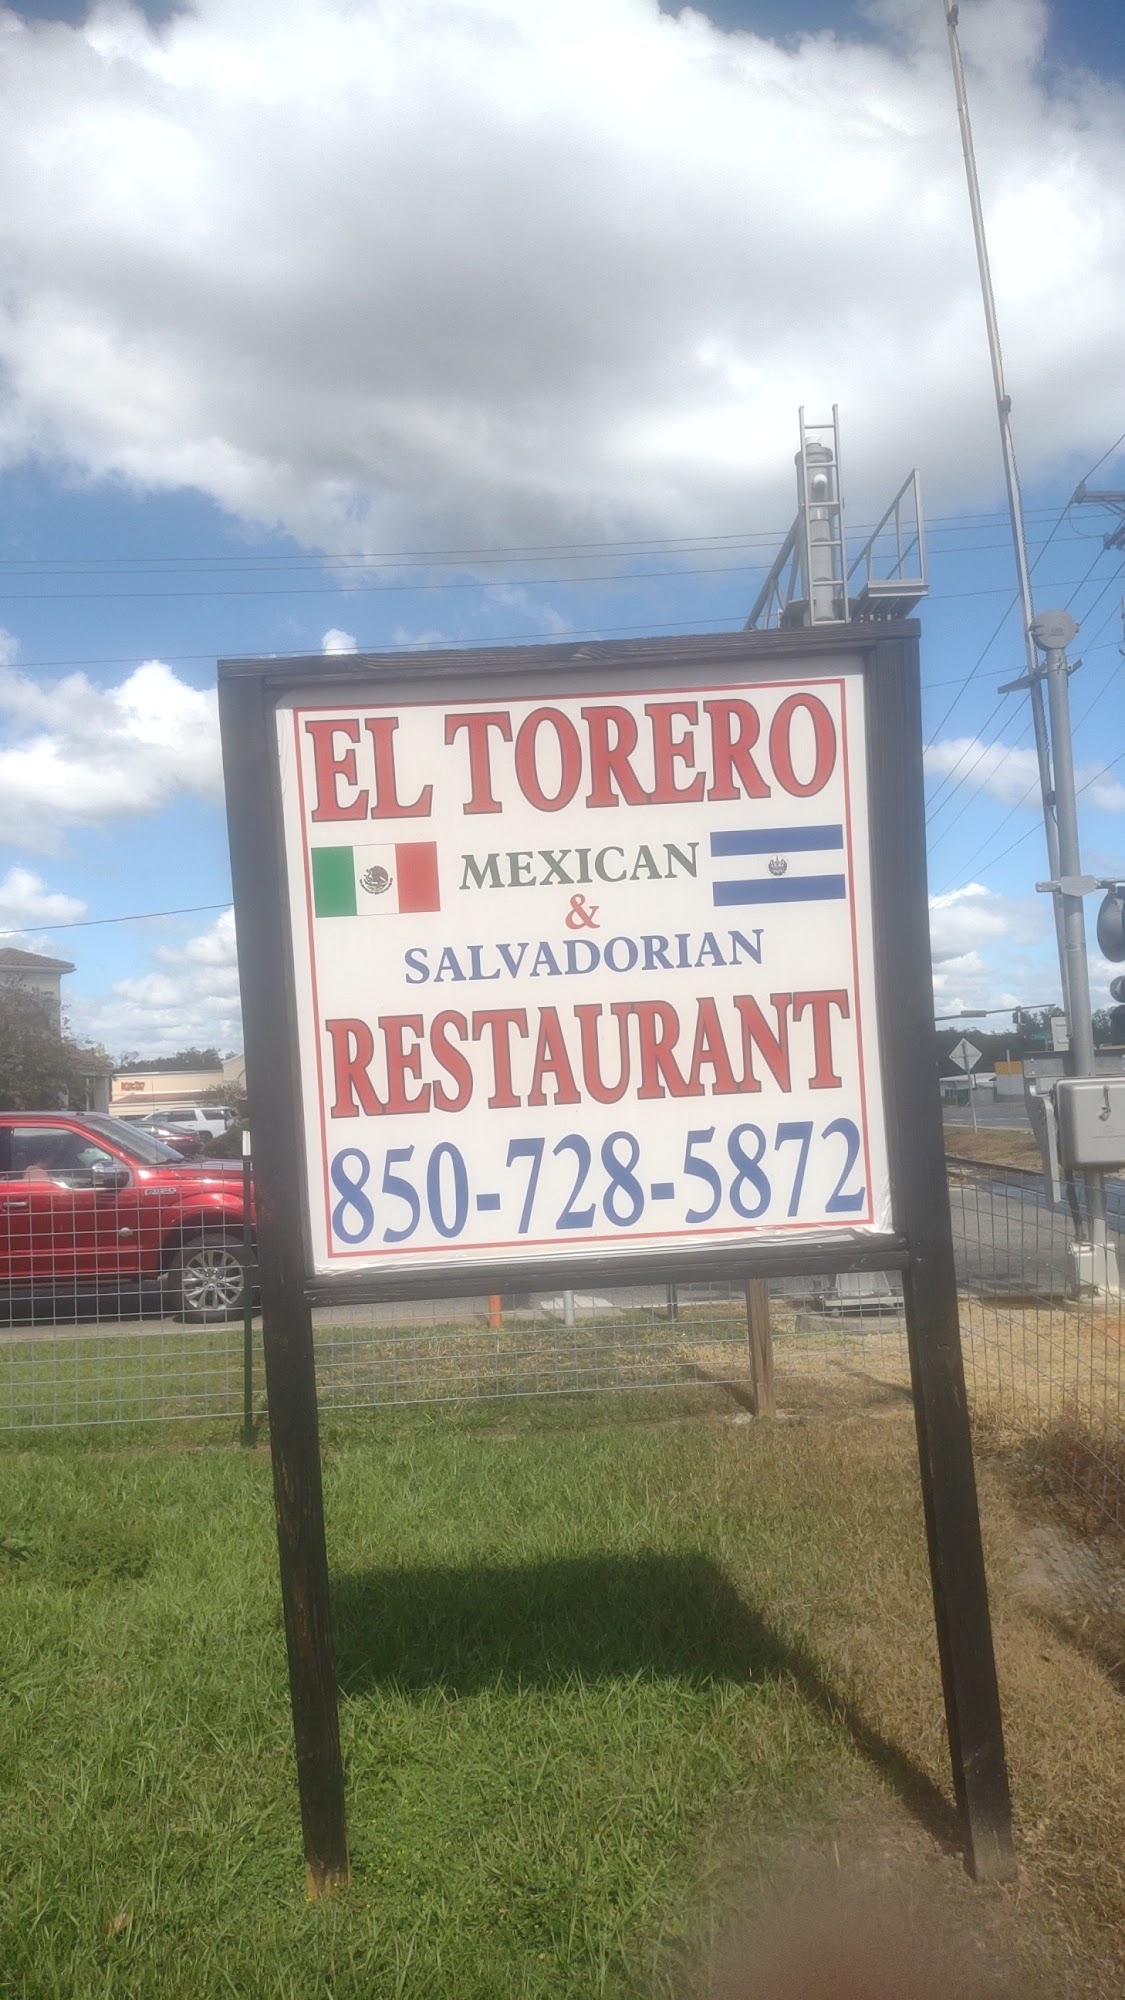 EL TORERO
MEXICAN
&
SALVADORIAN
RESTAURANT
850-728-5872